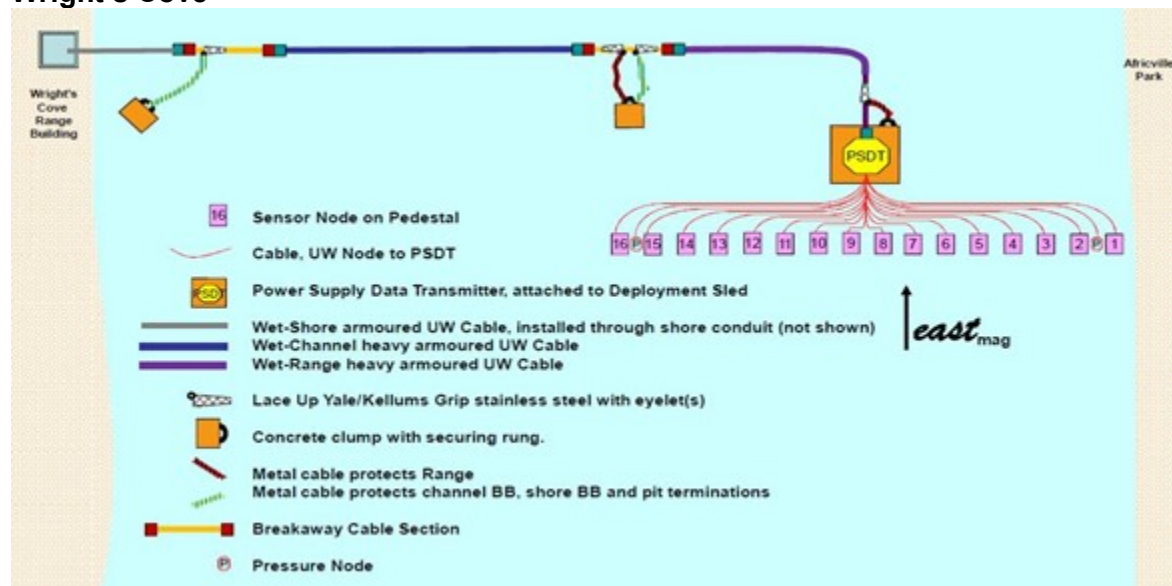 Wright's Cove
Wright's
Cove
Range
Building
Africville
Park
PSDT
16 P 15 14 13 12 11 10 9 8 7 6 5 4 3 2 P 1
16 Sensor Node on Pedestal
Cable, UW Node to PSDT
PSDT Power Supply Data Transmitter, attached to Deployment Sled
east mag
Wet-Shore armoured UW Cable, installed through shore conduit (not shown)
Wet-Channel heavy armoured UW Cable
Wet-Range heavy armoured UW Cable
Lace Up Yale/Kellums Grip stainless steel with eyelet(s)
Concrete clump with securing rung.
Metal cable protects Range
Metal cable protects channel BB, shore BB and pit terminations
Breakaway Cable Section
P Pressure Node